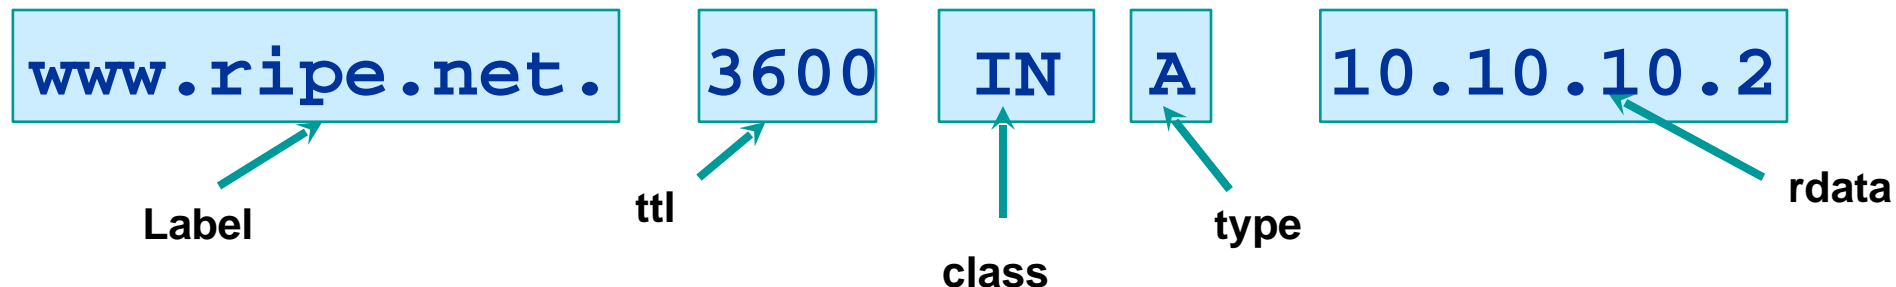 www.ripe.net. 3600 IN A 10.10.10.2
Label ttl class type rdata